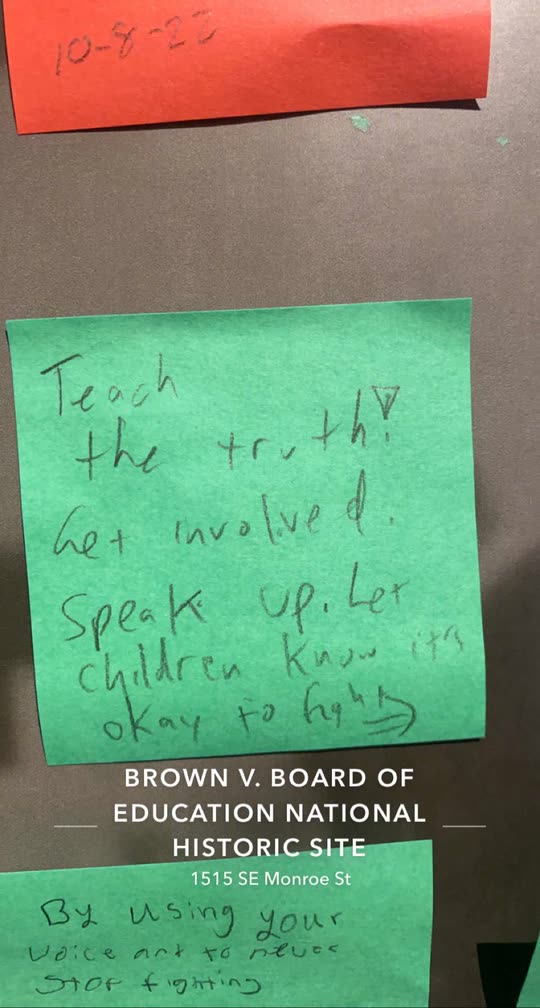 10-8-22
Teach
the truth!
Get involved.
Speak up. Let
children know it's
okay to fight
BROWN V. BOARD OF
EDUCATION NATIONAL
HISTORIC SITE
1515 SE Monroe St
By using your
voice ant to never
stop fighting